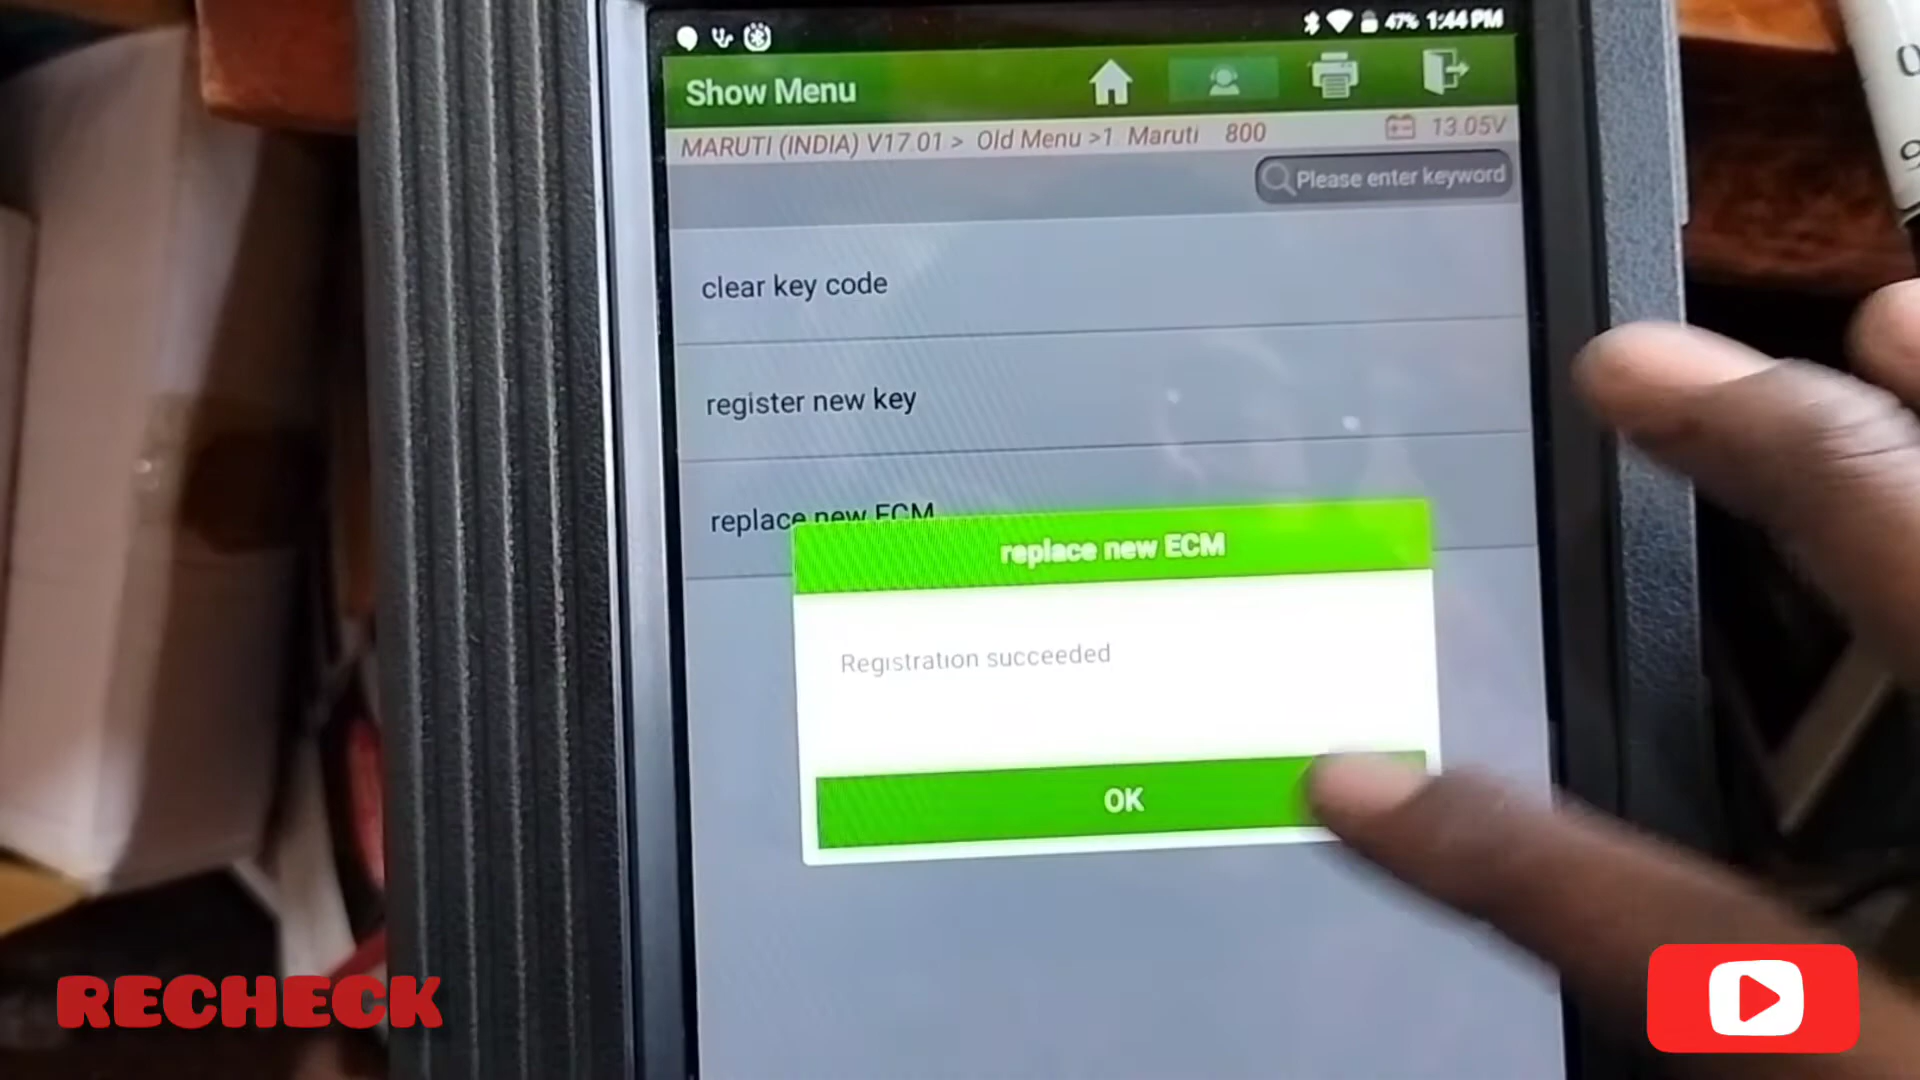 47% 1:44 PM
Show Menu
MARUTI (INDIA) V17.01 > Old Menu >1 Maruti 800
13.05V
Please enter keyword
clear key code
register new key
replace new ECM
replace new ECM
Registration succeeded
OK
RECHECK